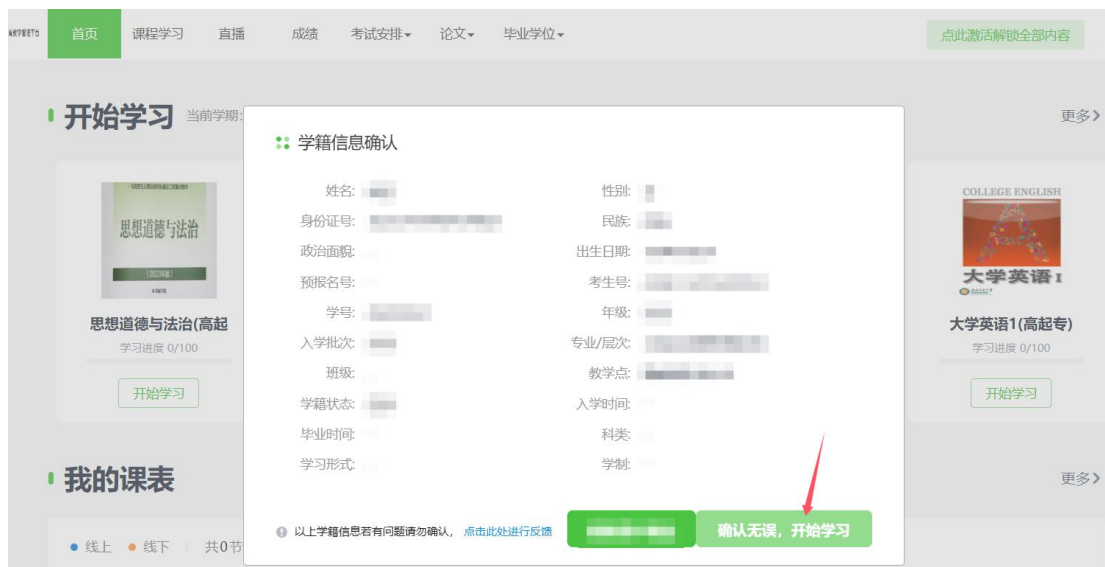 首页 课程学习 直播 成绩 考试安排 论文 毕业学位 点此激活解锁全部内容
开始学习 当前学期: 更多
学籍信息确认
姓名: 性别:
身份证号: 民族:
政治面貌: 出生日期:
预报名号: 考生号:
学号: 年级:
入学批次: 专业/层次:
班级: 教学点:
学籍状态: 入学时间:
毕业时间: 科类:
学习形式: 学制:
以上学籍信息若有问题请勿确认, 点击此处进行反馈 确认无误，开始学习
思想道德与法治
(2023年版)
思想道德与法治(高起
学习进度 0/100
开始学习
COLLEGE ENGLISH
大学英语 I
大学英语1(高起专)
学习进度 0/100
开始学习
我的课表 更多
线上 线下 共0节